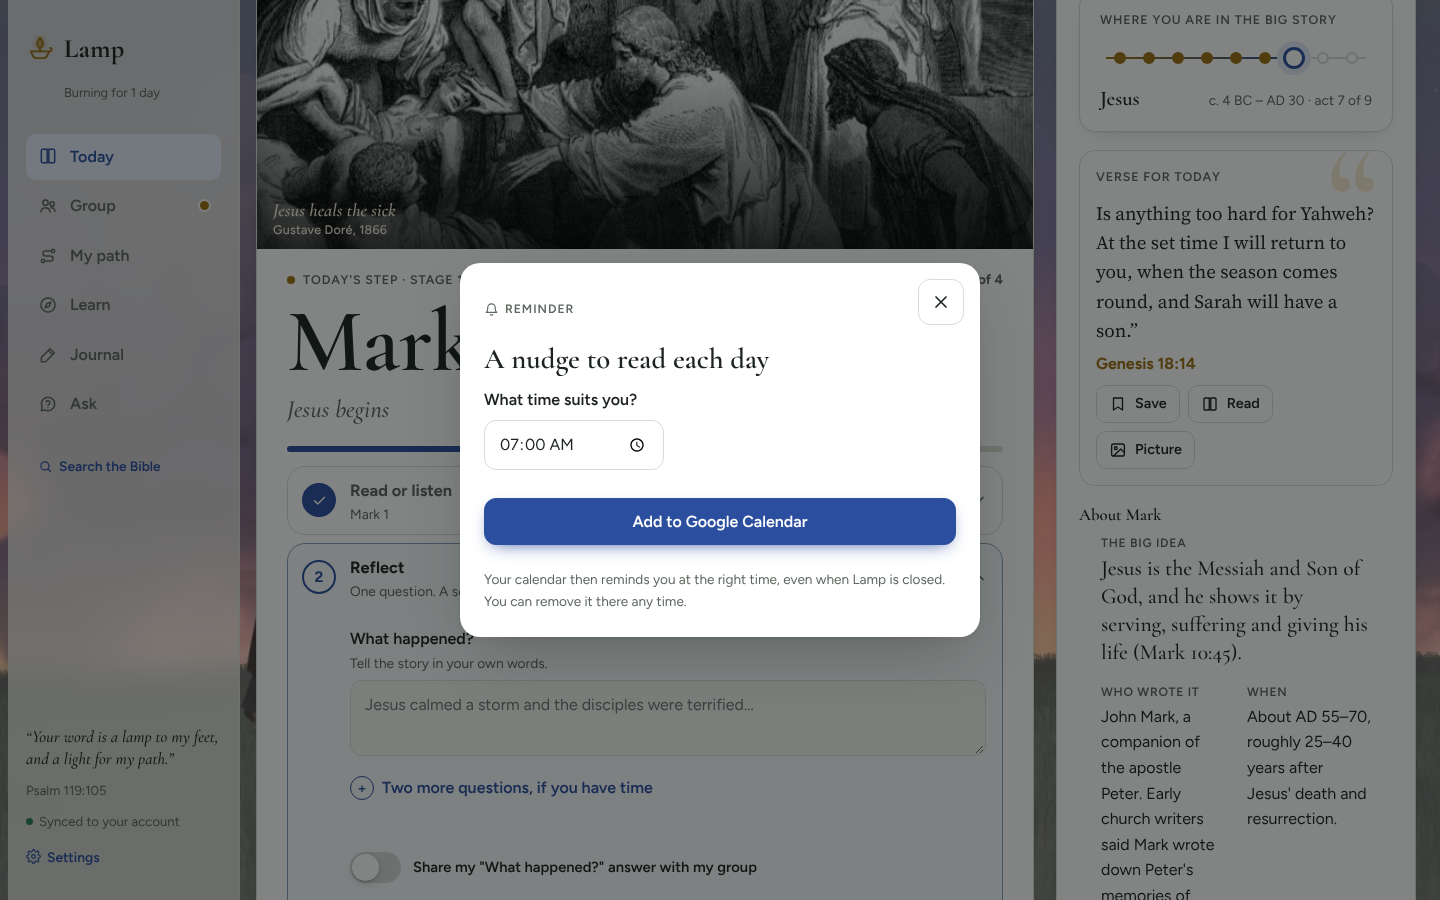 Lamp
Burning for 1 day
Today
Group
My path
Learn
Journal
Ask
Search the Bible
“Your word is a lamp to my feet,
and a light for my path.”
Psalm 119:105
Synced to your account
Settings
Jesus heals the sick
Gustave Doré, 1866
TODAY'S STEP · STAGE
of 4
Mark
Jesus begins
Read or listen
Mark 1
2
Reflect
One question. A
What happened?
Tell the story in your own words.
Jesus calmed a storm and the disciples were terrified…
+ Two more questions, if you have time
Share my "What happened?" answer with my group
REMINDER
A nudge to read each day
What time suits you?
07:00 AM
Add to Google Calendar
Your calendar then reminds you at the right time, even when Lamp is closed.
You can remove it there any time.
WHERE YOU ARE IN THE BIG STORY
Jesus
c. 4 BC – AD 30 · act 7 of 9
VERSE FOR TODAY
Is anything too hard for Yahweh?
At the set time I will return to
you, when the season comes
round, and Sarah will have a
son.”
Genesis 18:14
Save
Read
Picture
About Mark
THE BIG IDEA
Jesus is the Messiah and Son of
God, and he shows it by
serving, suffering and giving his
life (Mark 10:45).
WHO WROTE IT
John Mark, a
companion of
the apostle
Peter. Early
church writers
said Mark wrote
down Peter's
memories of
WHEN
About AD 55–70,
roughly 25–40
years after
Jesus' death and
resurrection.